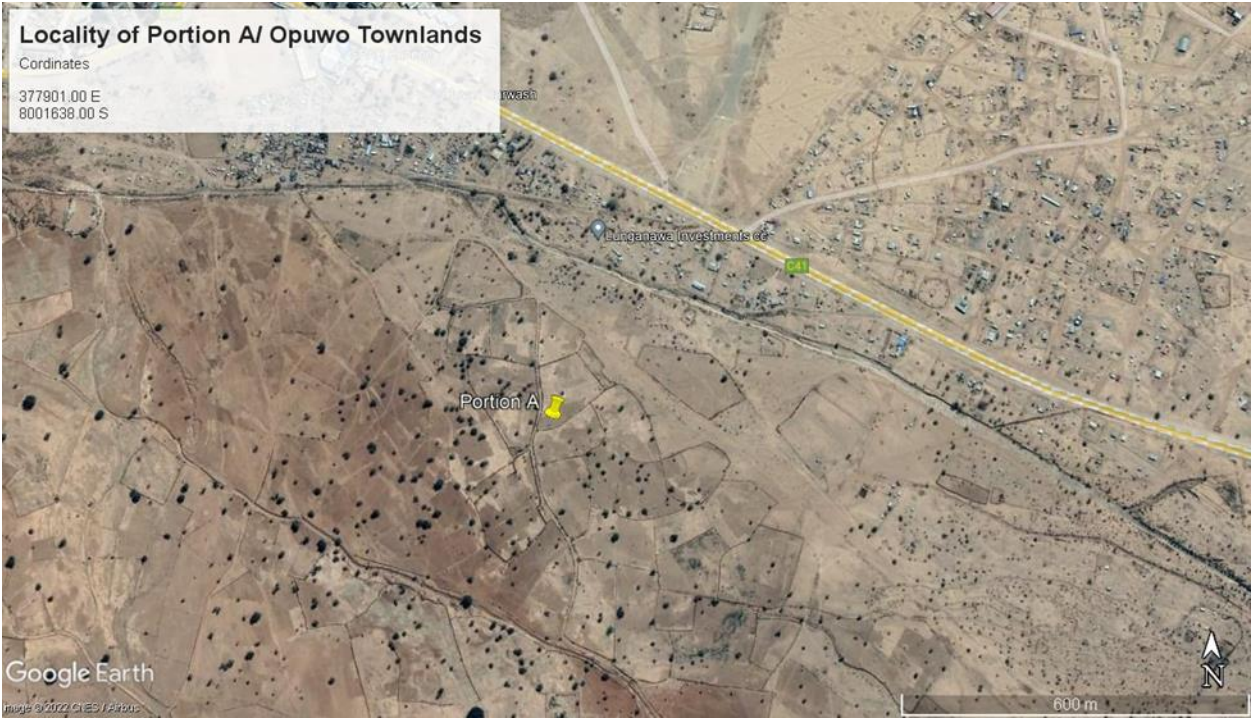 Locality of Portion A/ Opuwo Townlands
Cordinates
377901.00 E
8001638.00 S
rwash
Lunganawa Investments cc
C41
Portion A
N
Google Earth
Image © 2022 CNES / Airbus
600 m